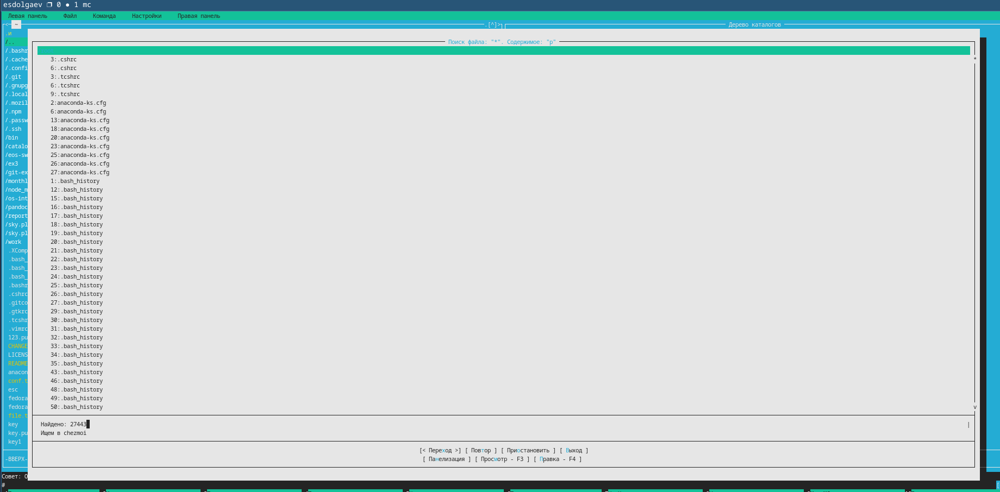 esdolgaev ❐ 0 ● 1 mc
Левая панель Файл Команда Настройки Правая панель
<─ ~ .[^]>
Дерево каталогов
.и
/..
/.bashr
/.cache
/.confi
/.git
/.gnupg
/.local
/.mozil
/.npm
/.passw
/.ssh
/bin
/catalo
/eos-sw
/ex3
/git-ex
/monthl
/node_m
/os-int
/pandoc
/report
/sky.pl
/sky.pl
/work
.XComp
.bash_
.bash_
.bash_
.bashr
.cshrc
.gitco
.gtkrc
.tcshr
.vimrc
123.pu
CHANGE
LICENS
README
anacon
conf.t
esc
fedora
fedora
file.t
key
key.pu
key1
-ВВЕРХ-
Поиск файла: "*". Содержимое: "p"
3:.cshrc
6:.cshrc
3:.tcshrc
6:.tcshrc
9:.tcshrc
2:anaconda-ks.cfg
6:anaconda-ks.cfg
13:anaconda-ks.cfg
18:anaconda-ks.cfg
20:anaconda-ks.cfg
23:anaconda-ks.cfg
25:anaconda-ks.cfg
26:anaconda-ks.cfg
27:anaconda-ks.cfg
1:.bash_history
12:.bash_history
15:.bash_history
16:.bash_history
17:.bash_history
18:.bash_history
19:.bash_history
20:.bash_history
21:.bash_history
22:.bash_history
23:.bash_history
24:.bash_history
25:.bash_history
26:.bash_history
27:.bash_history
29:.bash_history
30:.bash_history
31:.bash_history
32:.bash_history
33:.bash_history
34:.bash_history
35:.bash_history
43:.bash_history
46:.bash_history
48:.bash_history
49:.bash_history
50:.bash_history
Найдено: 27443
Ищем в chezmoi
[< Переход >] [ Повтор ] [ Приостановить ] [ Выход ]
[ Панелизация ] [ Просмотр - F3 ] [ Правка - F4 ]
Совет: О
#